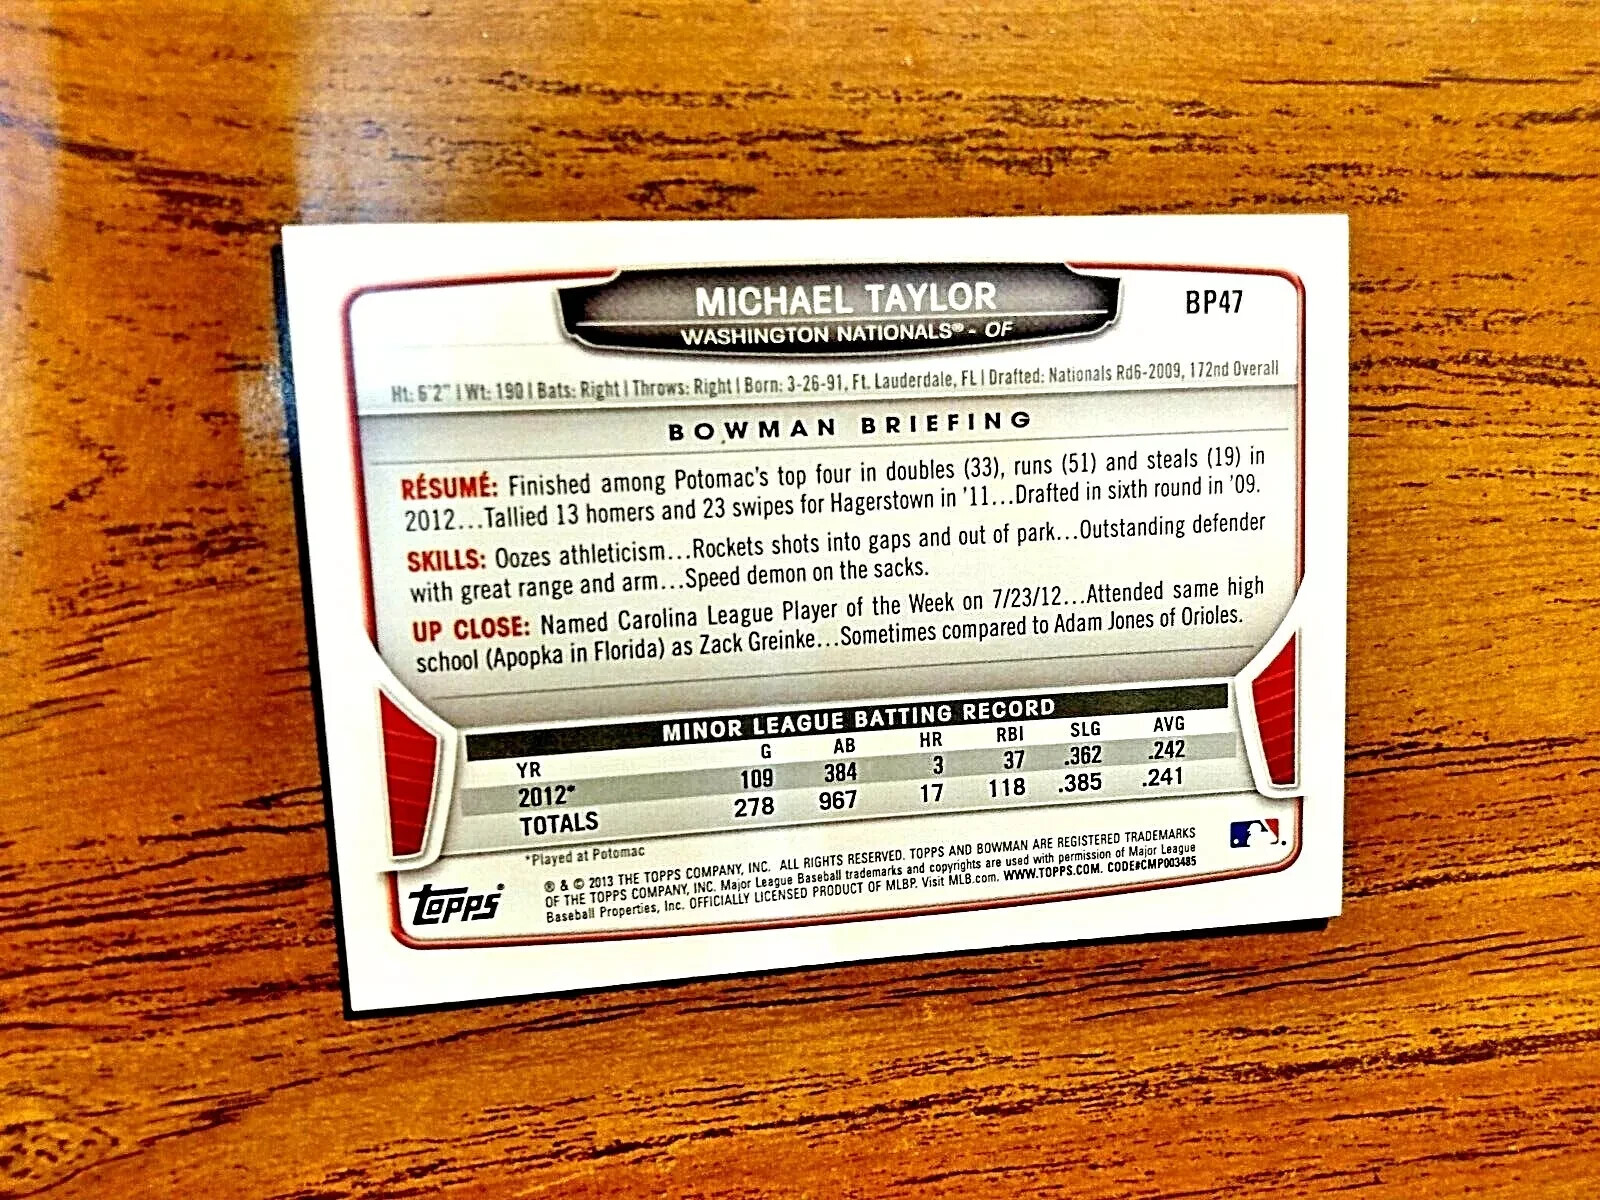 MICHAEL TAYLOR
BP47
WASHINGTON NATIONALS® - OF
Ht: 6'2" | Wt: 190 | Bats: Right | Throws: Right | Born: 3-26-91, Ft. Lauderdale, FL | Drafted: Nationals Rd6-2009, 172nd Overall
BOWMAN BRIEFING
RÉSUMÉ: Finished among Potomac's top four in doubles (33), runs (51) and steals (19) in
2012...Tallied 13 homers and 23 swipes for Hagerstown in '11...Drafted in sixth round in '09.
SKILLS: Oozes athleticism...Rockets shots into gaps and out of park...Outstanding defender
with great range and arm...Speed demon on the sacks.
UP CLOSE: Named Carolina League Player of the Week on 7/23/12...Attended same high
school (Apopka in Florida) as Zack Greinke...Sometimes compared to Adam Jones of Orioles.
MINOR LEAGUE BATTING RECORD
YR G AB HR RBI SLG AVG
2012* 109 384 3 37 .362 .242
TOTALS 278 967 17 118 .385 .241
*Played at Potomac
TOPPS®
® & © 2013 THE TOPPS COMPANY, INC. ALL RIGHTS RESERVED. TOPPS AND BOWMAN ARE REGISTERED TRADEMARKS
OF THE TOPPS COMPANY, INC. Major League Baseball trademarks and copyrights are used with permission of Major League
Baseball Properties, Inc. OFFICIALLY LICENSED PRODUCT OF MLBP. Visit MLB.com. WWW.TOPPS.COM. CODE#CMP003485